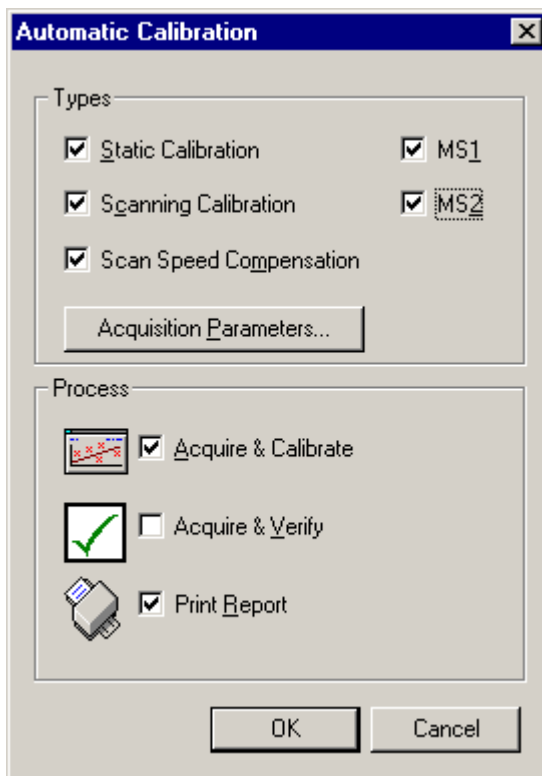 Automatic Calibration
Types
Static Calibration
MS1
Scanning Calibration
MS2
Scan Speed Compensation
Acquisition Parameters...
Process
Acquire & Calibrate
Acquire & Verify
Print Report
OK
Cancel